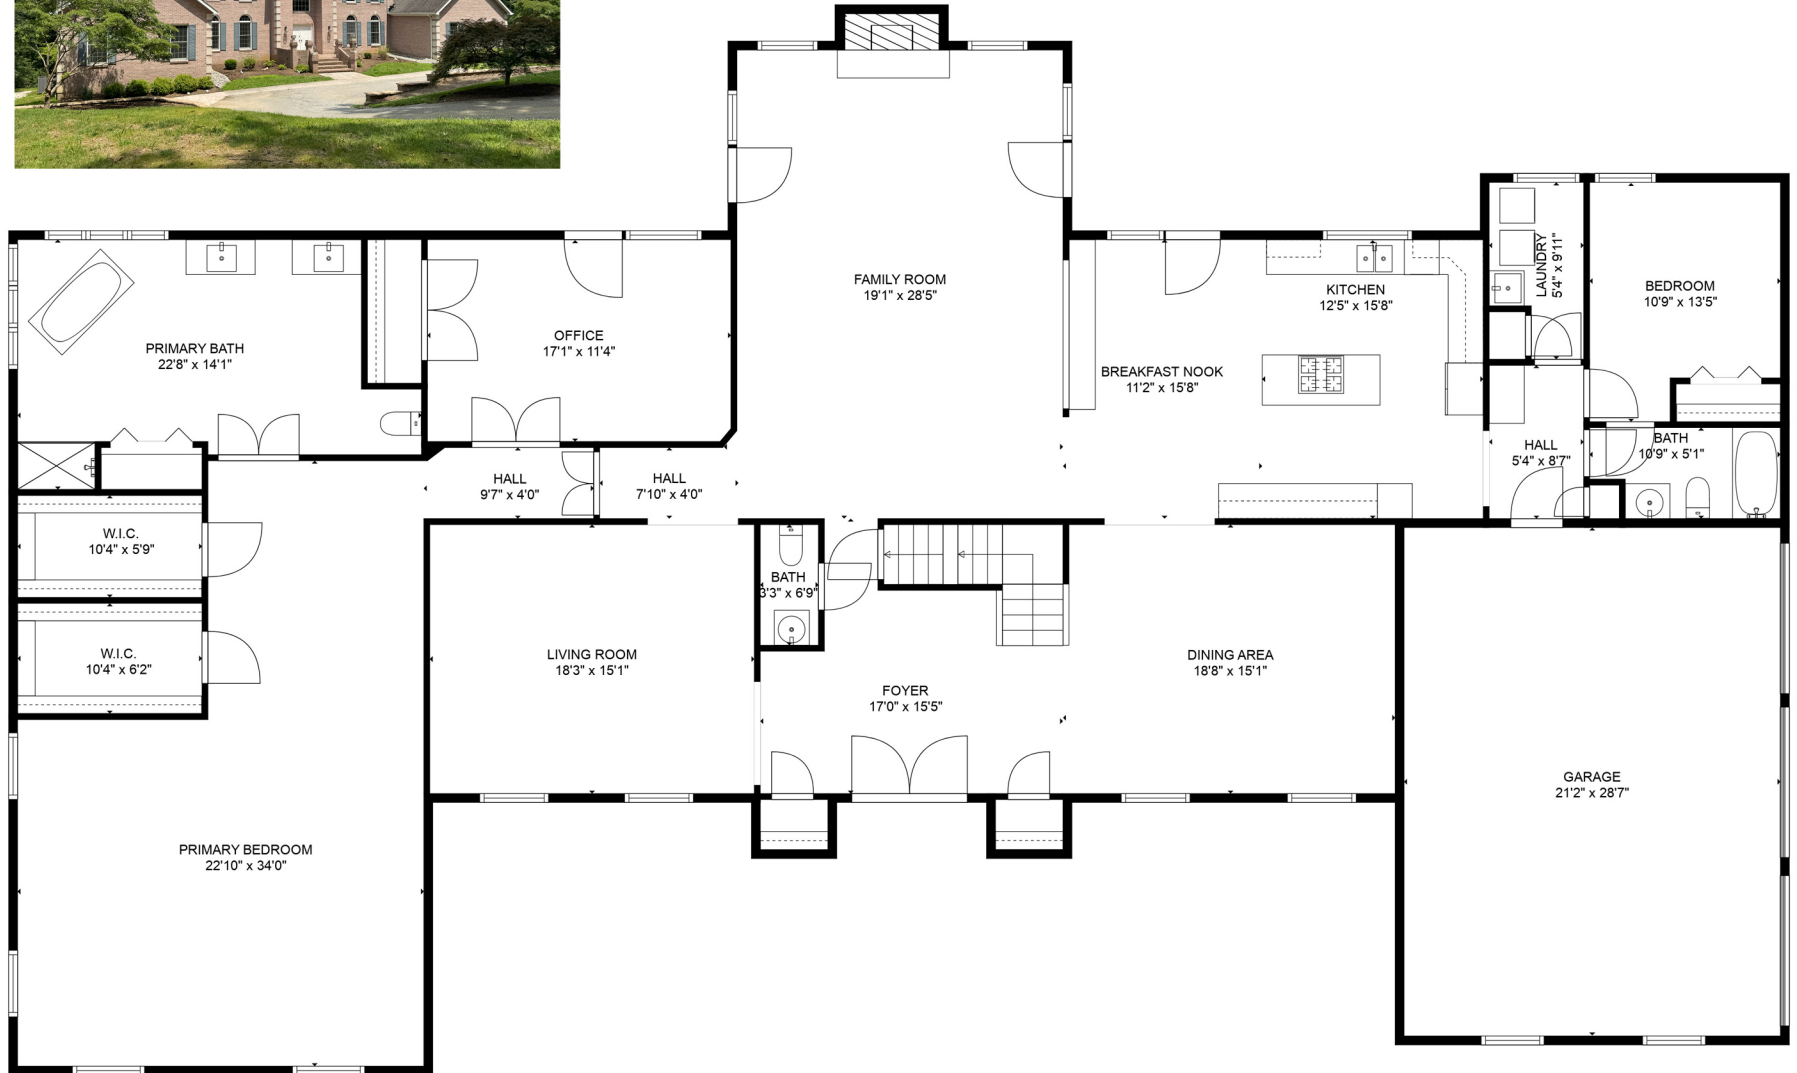 FAMILY ROOM
19'1" x 28'5"
KITCHEN
12'5" x 15'8"
LAUNDRY
5'4" x 9'11"
BEDROOM
10'9" x 13'5"
OFFICE
17'1" x 11'4"
PRIMARY BATH
22'8" x 14'1"
BREAKFAST NOOK
11'2" x 15'8"
HALL
5'4" x 8'7"
BATH
10'9" x 5'1"
HALL
9'7" x 4'0"
HALL
7'10" x 4'0"
W.I.C.
10'4" x 5'9"
BATH
3'3" x 6'9"
W.I.C.
10'4" x 6'2"
LIVING ROOM
18'3" x 15'1"
DINING AREA
18'8" x 15'1"
FOYER
17'0" x 15'5"
GARAGE
21'2" x 28'7"
PRIMARY BEDROOM
22'10" x 34'0"